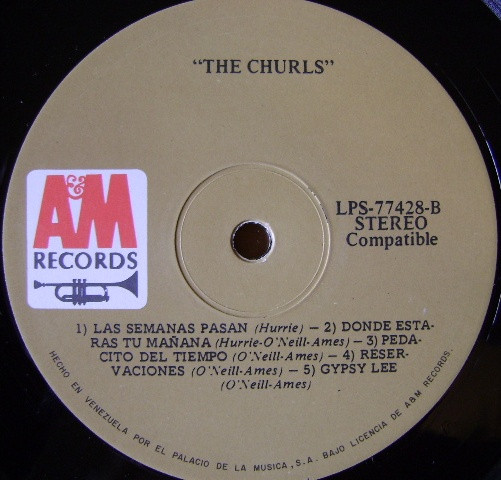 "THE CHURLS"
A&M
RECORDS
LPS-77428-B
STEREO
Compatible
1) LAS SEMANAS PASAN (Hurrie) — 2) DONDE ESTA-
RAS TU MAÑANA (Hurrie-O'Neill-Ames) — 3) PEDA-
CITO DEL TIEMPO (O'Neill-Ames) — 4) RESER-
VACIONES (O'Neill-Ames) — 5) GYPSY LEE
(O'Neill-Ames)
HECHO EN VENEZUELA POR EL PALACIO DE LA MUSICA, S.A. BAJO LICENCIA DE A&M RECORDS.